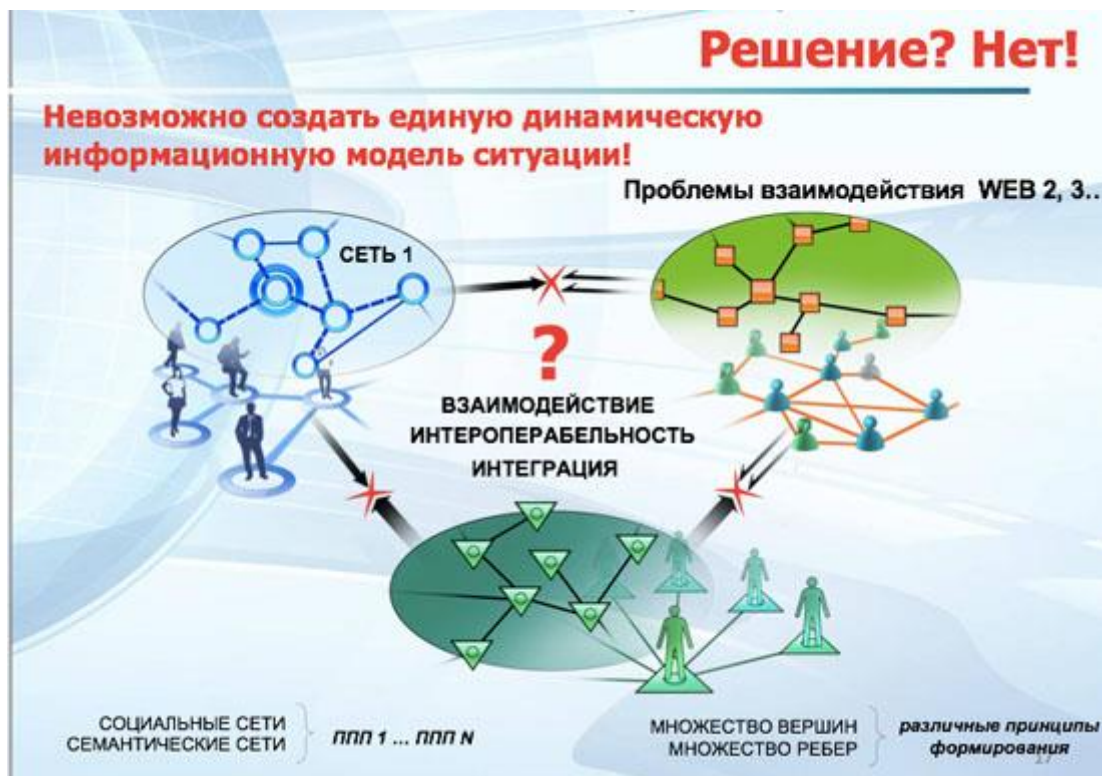 Решение? Нет!
Невозможно создать единую динамическую
информационную модель ситуации!
Проблемы взаимодействия WEB 2, 3..
СЕТЬ 1
?
ВЗАИМОДЕЙСТВИЕ
ИНТЕРОПЕРАБЕЛЬНОСТЬ
ИНТЕГРАЦИЯ
СОЦИАЛЬНЫЕ СЕТИ
СЕМАНТИЧЕСКИЕ СЕТИ
ППП 1 ... ППП N
МНОЖЕСТВО ВЕРШИН
МНОЖЕСТВО РЕБЕР
различные принципы
формирования
17